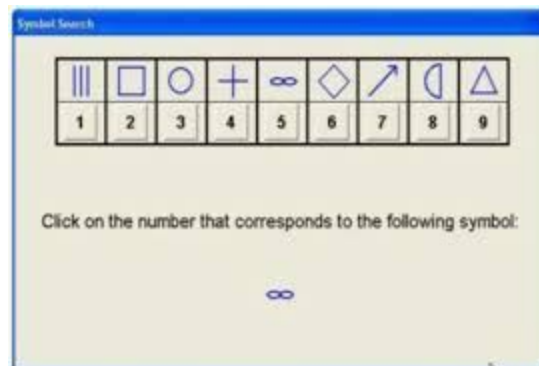 Symbol Search
1 2 3 4 5 6 7 8 9
Click on the number that corresponds to the following symbol: